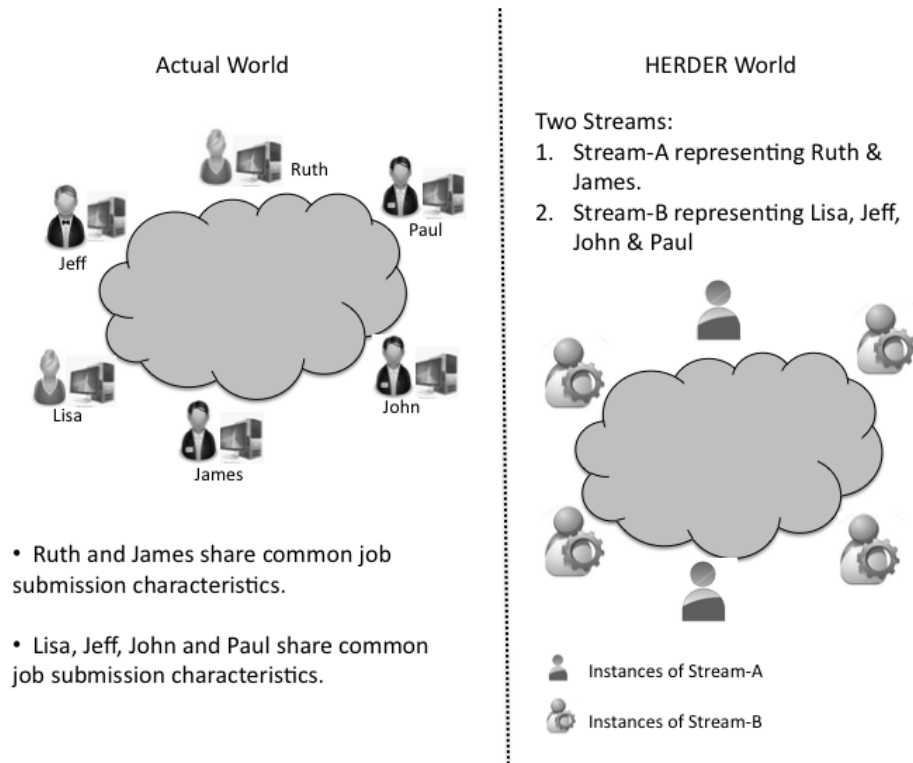 Actual World
Ruth
Paul
Jeff
Lisa
John
James
• Ruth and James share common job
submission characteristics.
• Lisa, Jeff, John and Paul share common
job submission characteristics.
HERDER World
Two Streams:
1. Stream-A representing Ruth &
James.
2. Stream-B representing Lisa, Jeff,
John & Paul
Instances of Stream-A
Instances of Stream-B